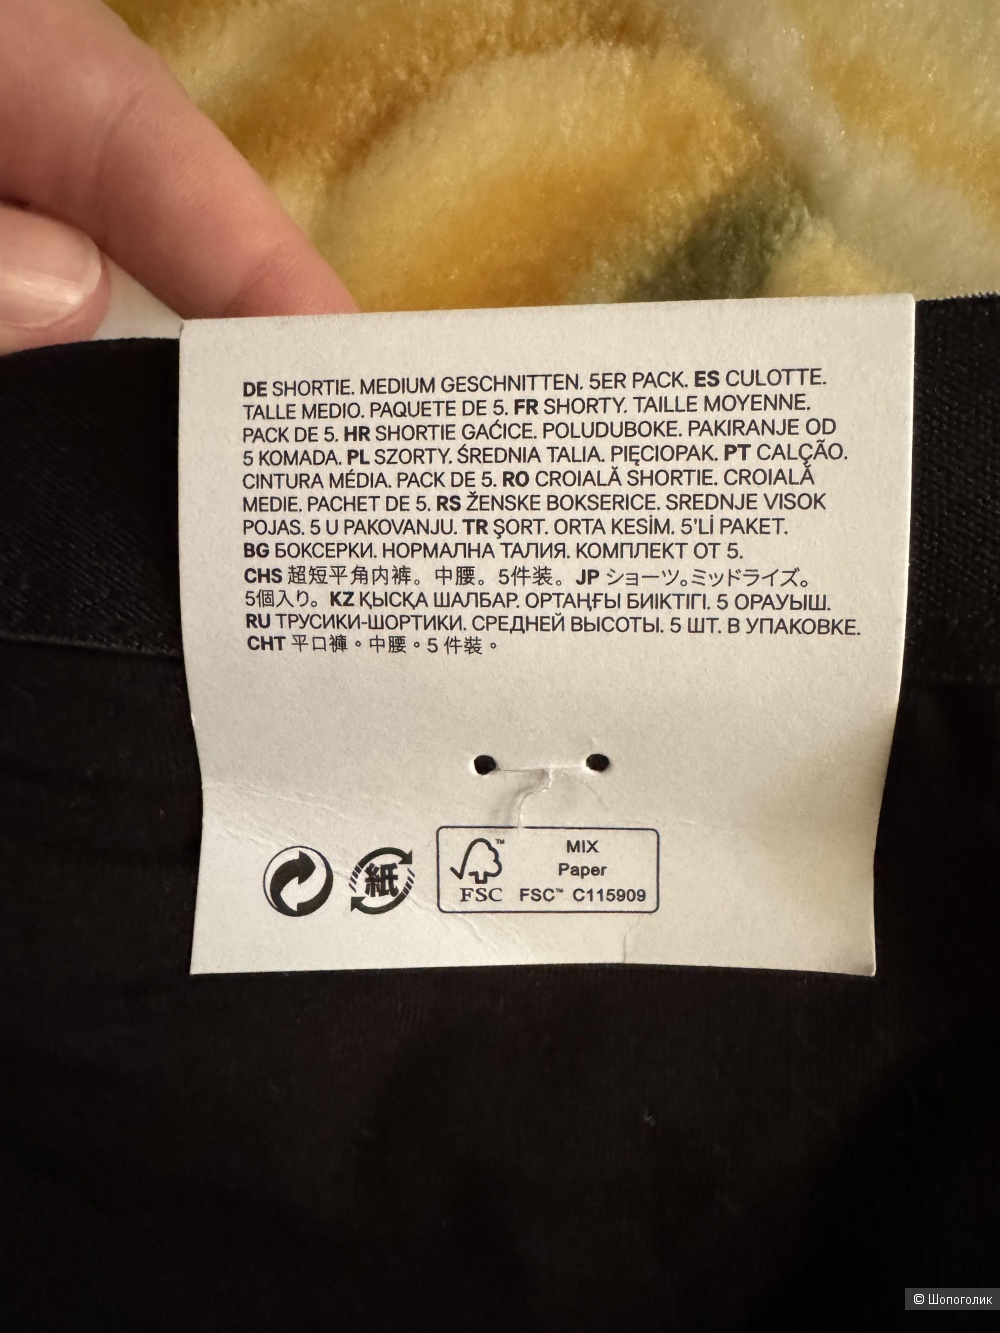 DE SHORTIE. MEDIUM GESCHNITTEN. 5ER PACK. ES CULOTTE.
TALLE MEDIO. PAQUETE DE 5. FR SHORTY. TAILLE MOYENNE.
PACK DE 5. HR SHORTIE GAĆICE. POLUDUBOKE. PAKIRANJE OD
5 KOMADA. PL SZORTY. ŚREDNIA TALIA. PIĘCIOPAK. PT CALÇÃO.
CINTURA MÉDIA. PACK DE 5. RO CROIALĂ SHORTIE. CROIALĂ
MEDIE. PACHET DE 5. RS ŽENSKE BOKSERICE. SREDNJE VISOK
POJAS. 5 U PAKOVANJU. TR ŞORT. ORTA KESİM. 5'Lİ PAKET.
BG БОКСЕРКИ. НОРМАЛНА ТАЛИЯ. КОМПЛЕКТ ОТ 5.
CHS 超短平角内裤。中腰。5件装。JP ショーツ。ミッドライズ。
5個入り。KZ ҚЫСҚА ШАЛБАР. ОРТАҢҒЫ БИІКТІГІ. 5 ОРАУЫШ.
RU ТРУСИКИ-ШОРТИКИ. СРЕДНЕЙ ВЫСОТЫ. 5 ШТ. В УПАКОВКЕ.
CHT 平口褲。中腰。5 件裝。
紙
FSC™
MIX
Paper
FSC™ C115909
© Шопоголик